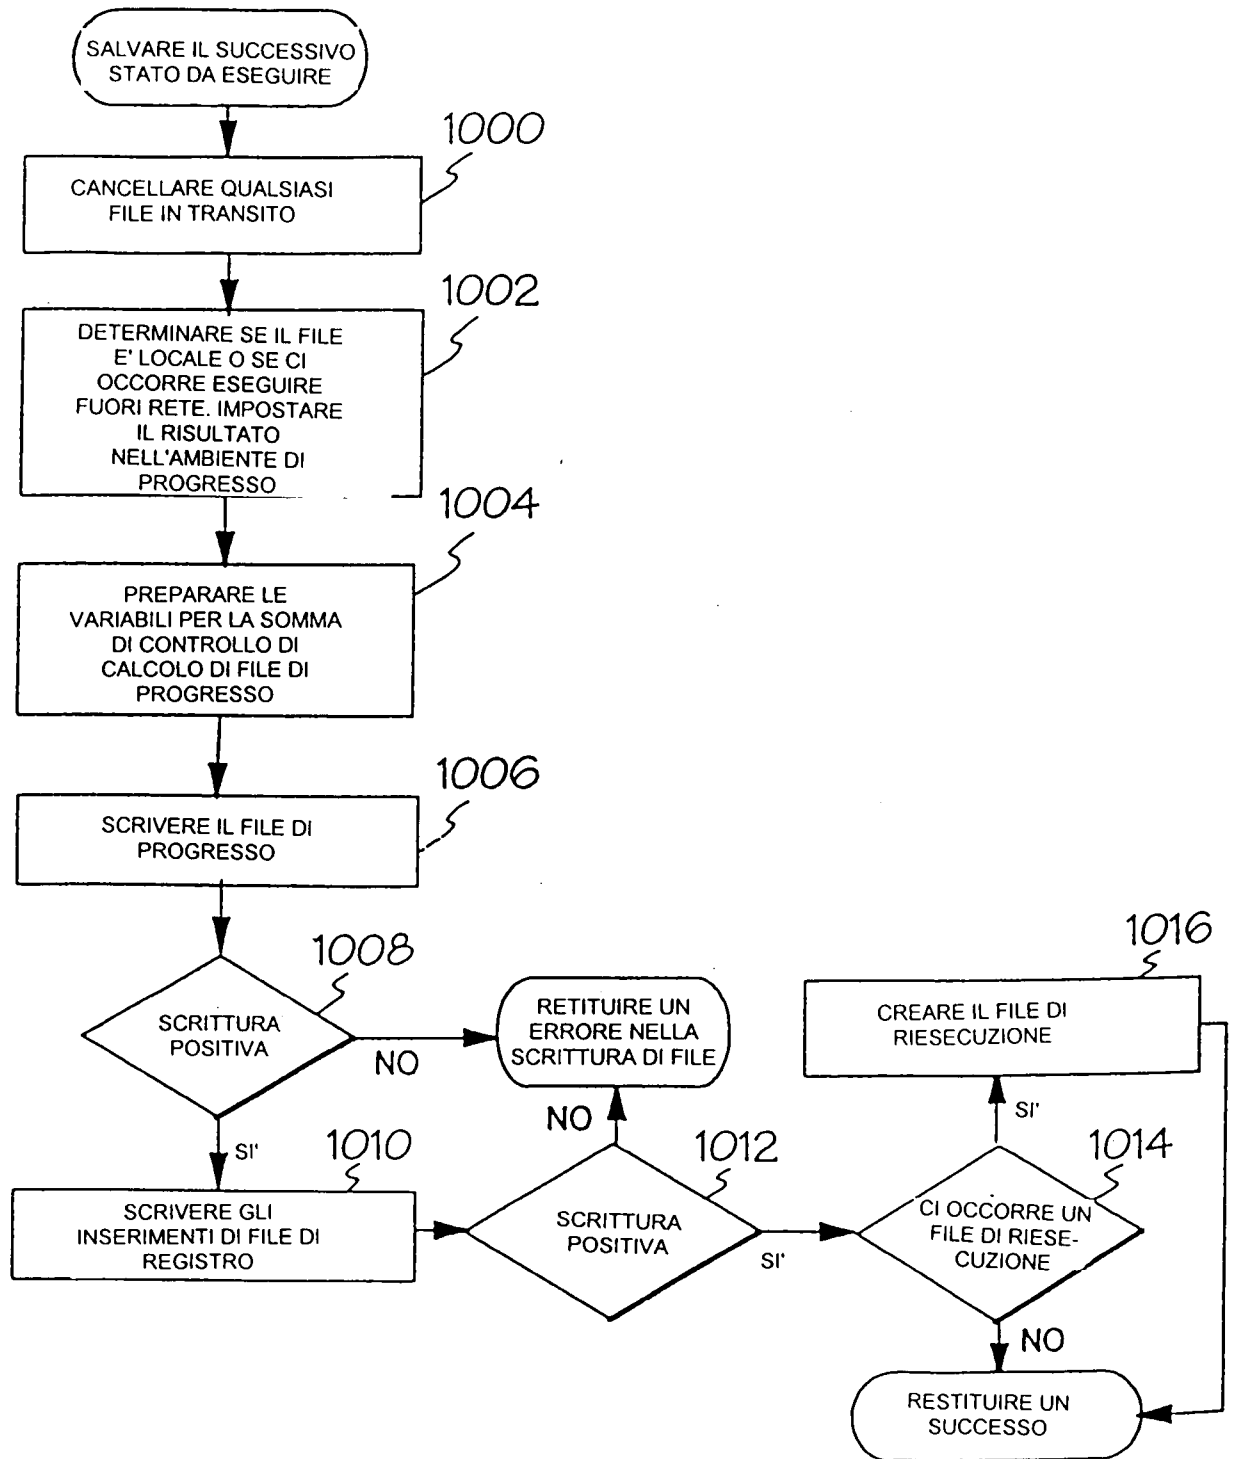 SALVARE IL SUCCESSIVO
STATO DA ESEGUIRE
1000
CANCELLARE QUALSIASI
FILE IN TRANSITO
1002
DETERMINARE SE IL FILE
E' LOCALE O SE CI
OCCORRE ESEGUIRE
FUORI RETE. IMPOSTARE
IL RISULTATO
NELL'AMBIENTE DI
PROGRESSO
1004
PREPARARE LE
VARIABILI PER LA SOMMA
DI CONTROLLO DI
CALCOLO DI FILE DI
PROGRESSO
1006
SCRIVERE IL FILE DI
PROGRESSO
1008
SCRITTURA
POSITIVA
NO
SI'
RETITUIRE UN
ERRORE NELLA
SCRITTURA DI FILE
1010
SCRIVERE GLI
INSERIMENTI DI FILE DI
REGISTRO
NO
1012
SCRITTURA
POSITIVA
SI'
1016
CREARE IL FILE DI
RIESECUZIONE
SI'
1014
CI OCCORRE UN
FILE DI RIESE-
CUZIONE
NO
RESTITUIRE UN
SUCCESSO